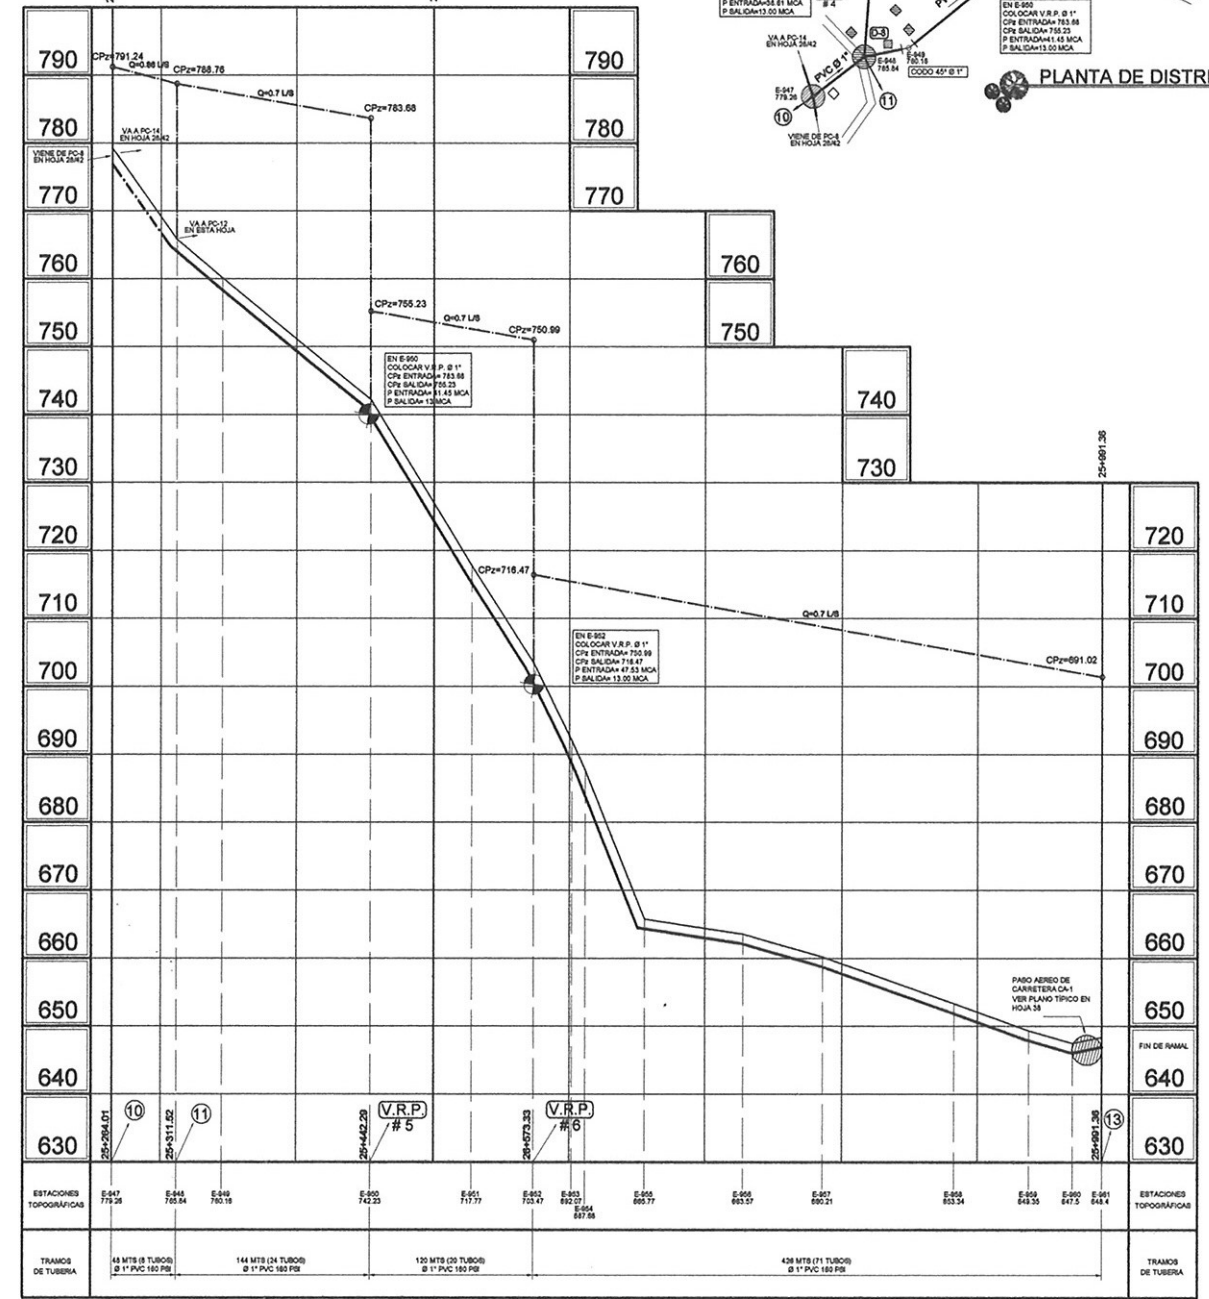 P ENTRADA=38.61 MCA
P SALIDA=13.00 MCA
# 4
EN E-950
COLOCAR V.R.P. Ø 1"
CPz ENTRADA= 783.68
CPz SALIDA= 755.23
P ENTRADA=41.45 MCA
P SALIDA=13.00 MCA
D-8
VA A PC-14
EN HOJA 26/42
PVC Ø 1"
E-948
765.84
E-949
760.16
CODO 45° Ø 1"
E-947
779.26
10
11
VIENE DE PC-8
EN HOJA 26/42
PLANTA DE DISTRI
790
790
CPz=791.24
Q=0.86 L/S
CPz=788.76
Q=0.7 L/S
CPz=783.68
780
780
VA A PC-14
EN HOJA 26/42
VIENE DE PC-8
EN HOJA 26/42
770
770
VA A PC-12
EN ESTA HOJA
760
760
CPz=755.23
Q=0.7 L/S
CPz=750.99
750
750
EN E-950
COLOCAR V.R.P. Ø 1"
CPz ENTRADA= 783.68
CPz SALIDA= 755.23
P ENTRADA= 41.45 MCA
P SALIDA= 13 MCA
740
740
730
730
25+991.36
720
720
CPz=716.47
710
710
Q=0.7 L/S
EN E-952
COLOCAR V.R.P. Ø 1"
CPz ENTRADA= 750.99
CPz SALIDA= 716.47
P ENTRADA= 47.53 MCA
P SALIDA= 13.00 MCA
CPz=691.02
700
700
690
690
680
680
670
670
660
660
PASO AEREO DE
CARRETERA CA-1
VER PLANO TÍPICO EN
HOJA 38
650
650
FIN DE RAMAL
640
640
630
25+264.01
10
25+311.52
11
25+442.29
V.R.P.
# 5
25+573.33
V.R.P.
# 6
25+991.36
13
630
ESTACIONES
TOPOGRÁFICAS
E-947
779.26
E-948
765.84
E-949
760.16
E-950
742.23
E-951
717.77
E-952
703.47
E-953
692.07
E-954
687.68
E-955
665.77
E-956
663.57
E-957
660.21
E-958
653.34
E-959
649.35
E-960
647.5
E-961
648.4
ESTACIONES
TOPOGRÁFICAS
TRAMOS
DE TUBERIA
48 MTS (8 TUBOS)
Ø 1" PVC 160 PSI
144 MTS (24 TUBOS)
Ø 1" PVC 160 PSI
120 MTS (20 TUBOS)
Ø 1" PVC 160 PSI
426 MTS (71 TUBOS)
Ø 1" PVC 160 PSI
TRAMOS
DE TUBERIA